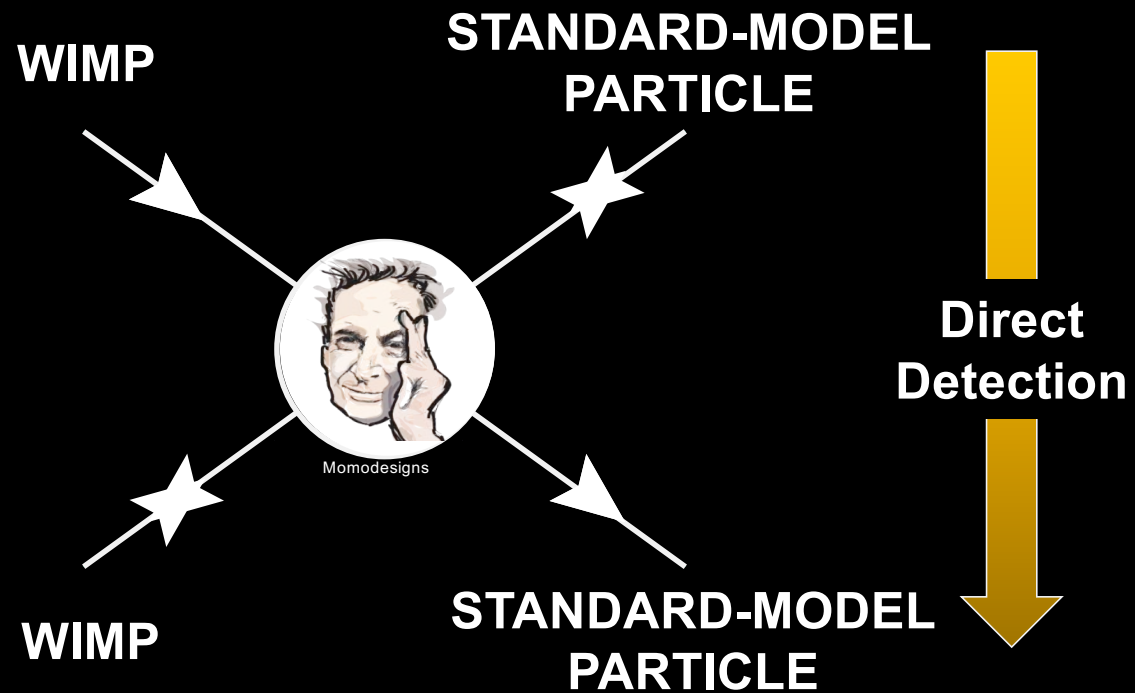 WIMP
STANDARD-MODEL
PARTICLE
Direct
Detection
Momodesigns
WIMP
STANDARD-MODEL
PARTICLE